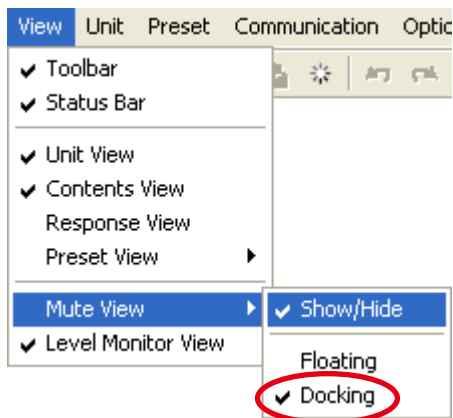 View Unit Preset Communication Optic
Toolbar
Status Bar
Unit View
Contents View
Response View
Preset View
Mute View
Level Monitor View
Show/Hide
Floating
Docking